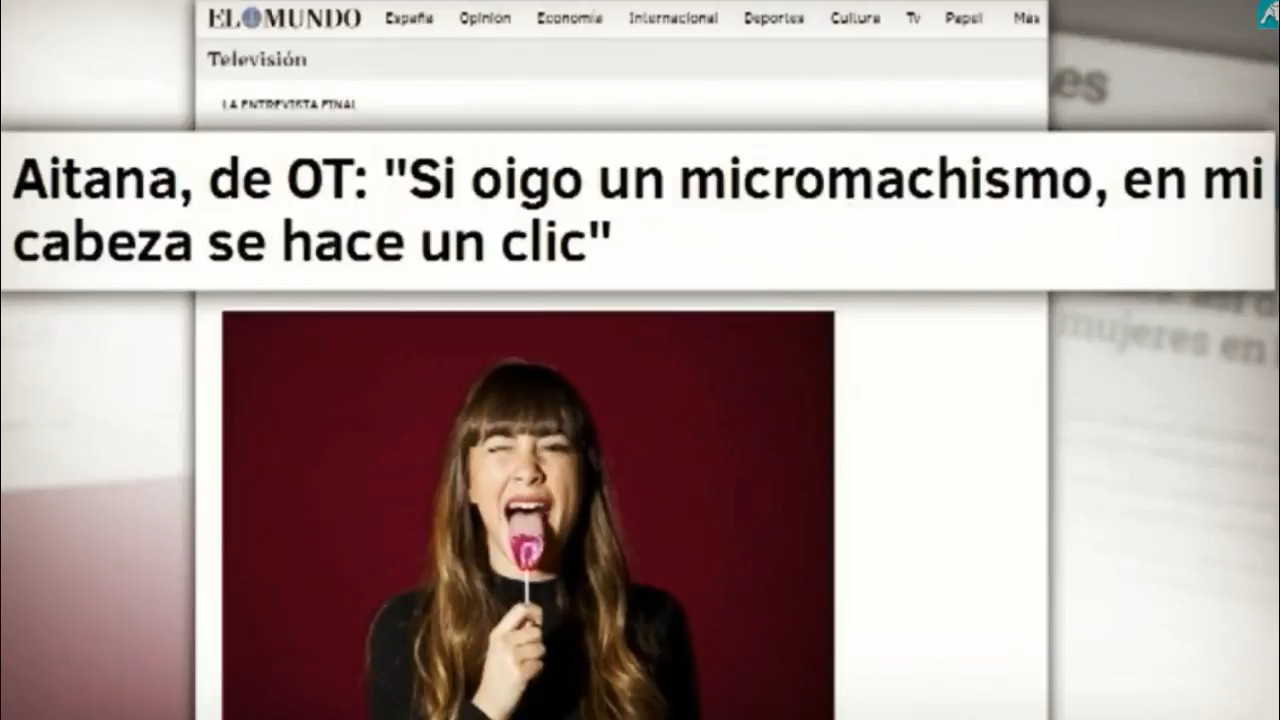 EL MUNDO España Opinión Economía Internacional Deportes Cultura Tv Papel Más
Televisión
LA ENTREVISTA FINAL
es
Aitana, de OT: "Si oigo un micromachismo, en mi
cabeza se hace un clic"
mujeres en